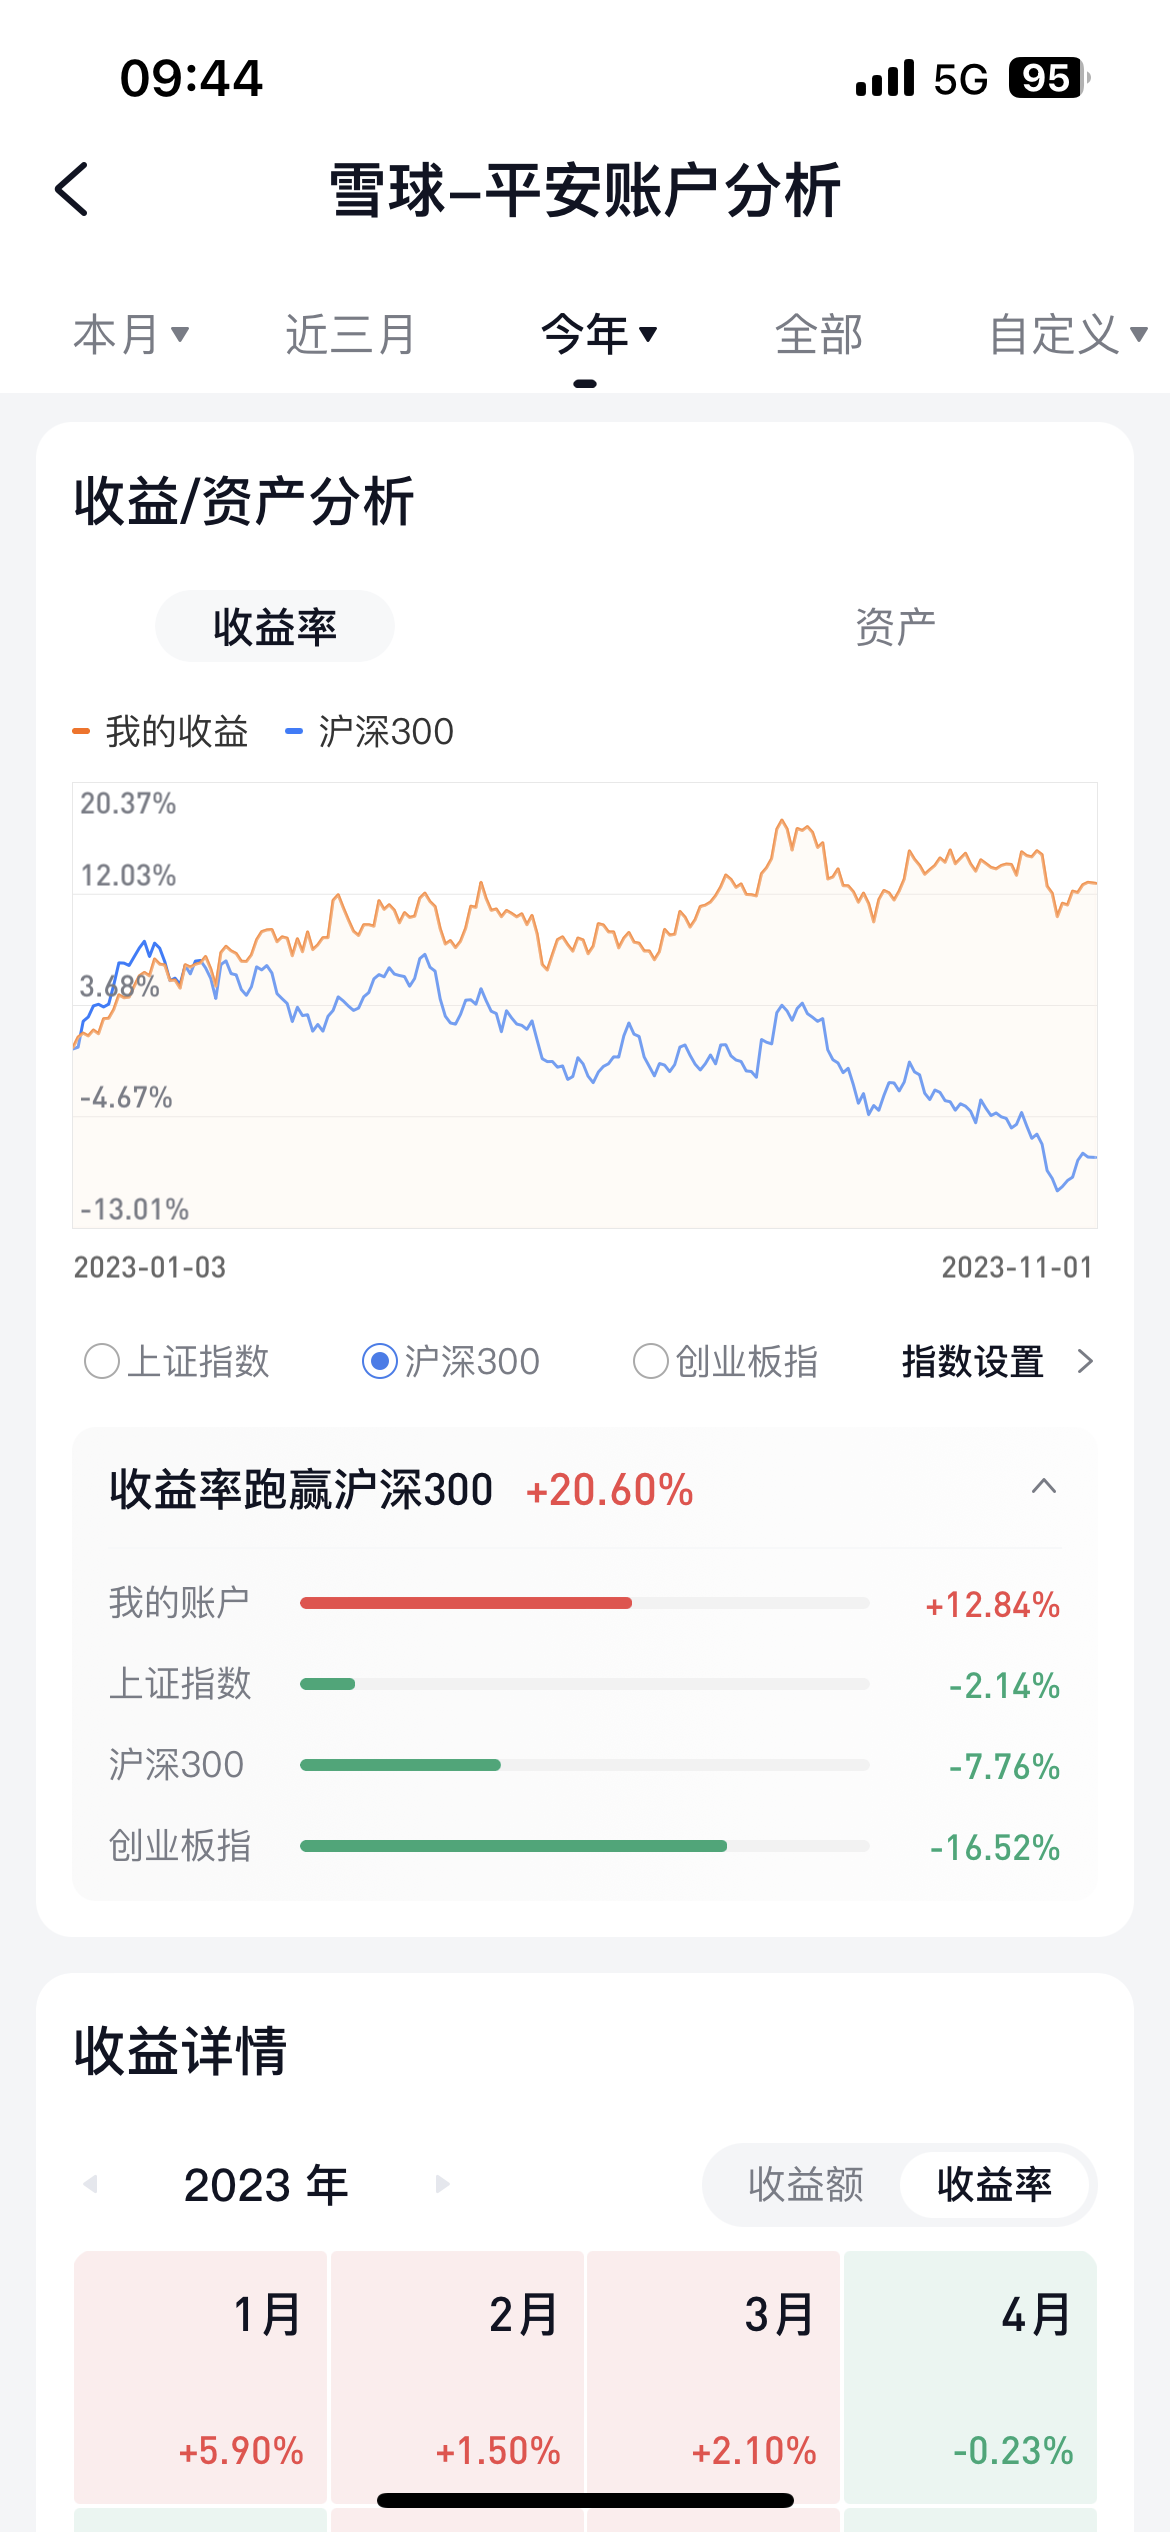 09:44 5G 95
雪球-平安账户分析
本月 近三月 今年 全部 自定义
收益/资产分析
收益率 资产
我的收益 沪深300
20.37%
12.03%
3.68%
-4.67%
-13.01%
2023-01-03 2023-11-01
上证指数 沪深300 创业板指 指数设置
收益率跑赢沪深300 +20.60%
我的账户 +12.84%
上证指数 -2.14%
沪深300 -7.76%
创业板指 -16.52%
收益详情
2023 年 收益额 收益率
1月 2月 3月 4月
+5.90% +1.50% +2.10% -0.23%